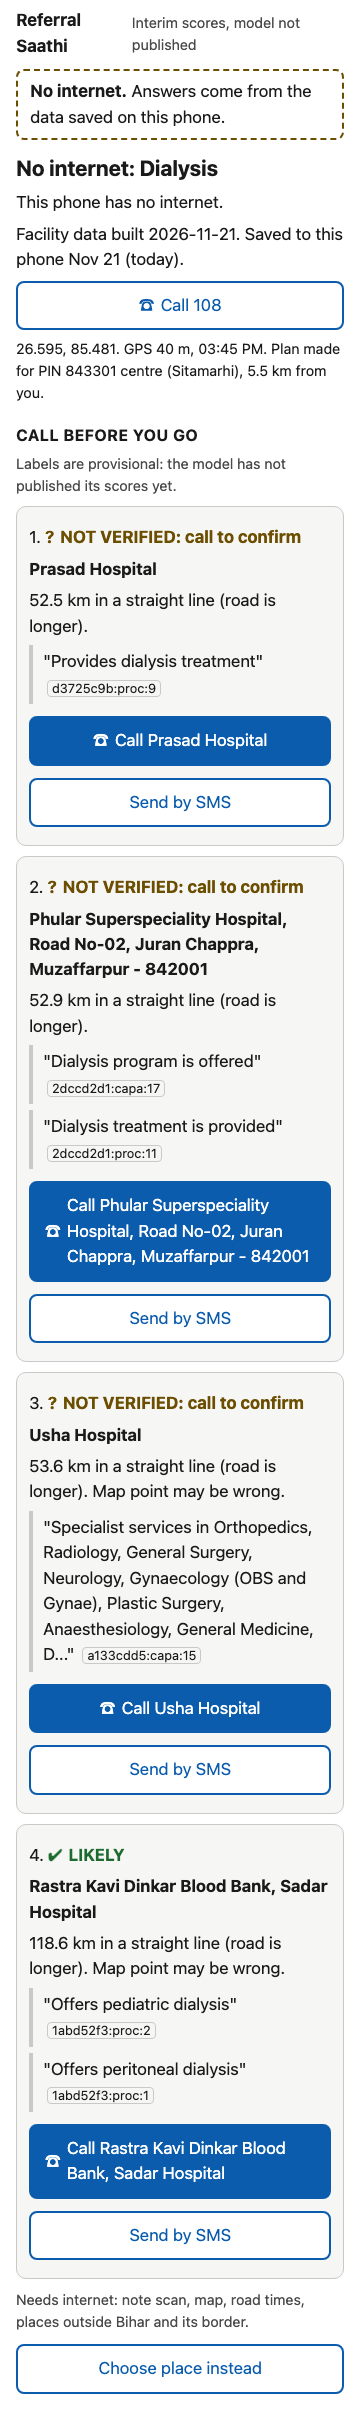 Referral
Saathi
Interim scores, model not
published
No internet. Answers come from the
data saved on this phone.
No internet: Dialysis
This phone has no internet.
Facility data built 2026-11-21. Saved to this
phone Nov 21 (today).
☎ Call 108
26.595, 85.481. GPS 40 m, 03:45 PM. Plan made
for PIN 843301 centre (Sitamarhi), 5.5 km from
you.
CALL BEFORE YOU GO
Labels are provisional: the model has not
published its scores yet.
1. ? NOT VERIFIED: call to confirm
Prasad Hospital
52.5 km in a straight line (road is
longer).
"Provides dialysis treatment"
d3725c9b:proc:9
☎ Call Prasad Hospital
Send by SMS
2. ? NOT VERIFIED: call to confirm
Phular Superspeciality Hospital,
Road No-02, Juran Chappra,
Muzaffarpur - 842001
52.9 km in a straight line (road is
longer).
"Dialysis program is offered"
2dccd2d1:capa:17
"Dialysis treatment is provided"
2dccd2d1:proc:11
Call Phular Superspeciality
☎ Hospital, Road No-02, Juran
Chappra, Muzaffarpur - 842001
Send by SMS
3. ? NOT VERIFIED: call to confirm
Usha Hospital
53.6 km in a straight line (road is
longer). Map point may be wrong.
"Specialist services in Orthopedics,
Radiology, General Surgery,
Neurology, Gynaecology (OBS and
Gynae), Plastic Surgery,
Anaesthesiology, General Medicine,
D..." a133cdd5:capa:15
☎ Call Usha Hospital
Send by SMS
4. ✔ LIKELY
Rastra Kavi Dinkar Blood Bank, Sadar
Hospital
118.6 km in a straight line (road is
longer). Map point may be wrong.
"Offers pediatric dialysis"
1abd52f3:proc:2
"Offers peritoneal dialysis"
1abd52f3:proc:1
☎ Call Rastra Kavi Dinkar Blood
Bank, Sadar Hospital
Send by SMS
Needs internet: note scan, map, road times,
places outside Bihar and its border.
Choose place instead